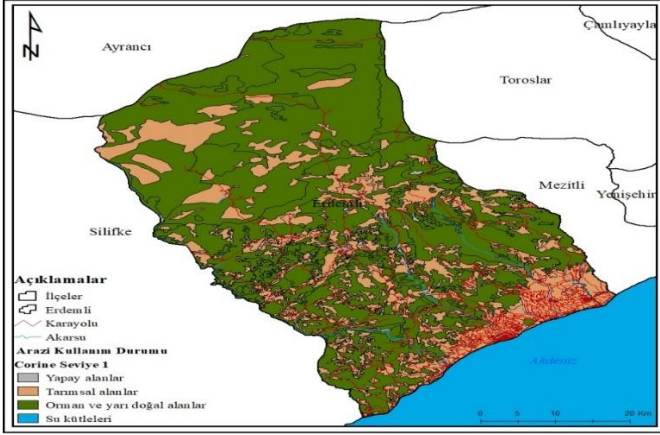 N
Ayrancı
Çamlıyayla
Toroslar
Mezitli
Yenişehir
Erdemli
Silifke
Akdeniz
Açıklamalar
İlçeler
Erdemli
Karayolu
Akarsu
Arazi Kullanım Durumu
Corine Seviye 1
Yapay alanlar
Tarımsal alanlar
Orman ve yarı doğal alanlar
Su kütleleri
0 5 10 20 Km